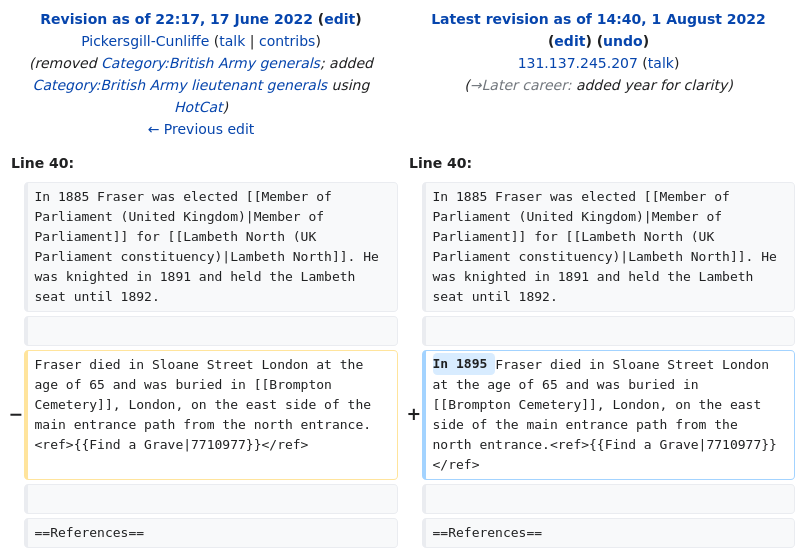 Revision as of 22:17, 17 June 2022 (edit)
Pickersgill-Cunliffe (talk | contribs)
(removed Category:British Army generals; added
Category:British Army lieutenant generals using
HotCat)
← Previous edit
Latest revision as of 14:40, 1 August 2022
(edit) (undo)
131.137.245.207 (talk)
(→Later career: added year for clarity)
Line 40:
Line 40:
In 1885 Fraser was elected [[Member of
Parliament (United Kingdom)|Member of
Parliament]] for [[Lambeth North (UK
Parliament constituency)|Lambeth North]]. He
was knighted in 1891 and held the Lambeth
seat until 1892.
In 1885 Fraser was elected [[Member of
Parliament (United Kingdom)|Member of
Parliament]] for [[Lambeth North (UK
Parliament constituency)|Lambeth North]]. He
was knighted in 1891 and held the Lambeth
seat until 1892.
−
Fraser died in Sloane Street London at the
age of 65 and was buried in [[Brompton
Cemetery]], London, on the east side of the
main entrance path from the north entrance.
<ref>{{Find a Grave|7710977}}</ref>
+
In 1895 Fraser died in Sloane Street London
at the age of 65 and was buried in
[[Brompton Cemetery]], London, on the east
side of the main entrance path from the
north entrance.<ref>{{Find a Grave|7710977}}
</ref>
==References==
==References==